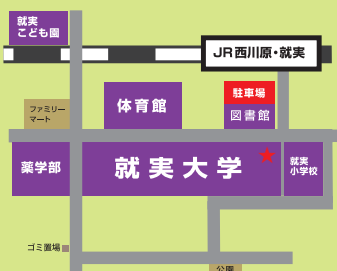 就実
こども園
JR西川原・就実
駐車場
図書館
体育館
ファミリー
マート
薬学部
就実大学
就実
小学校
ゴミ置場
公園